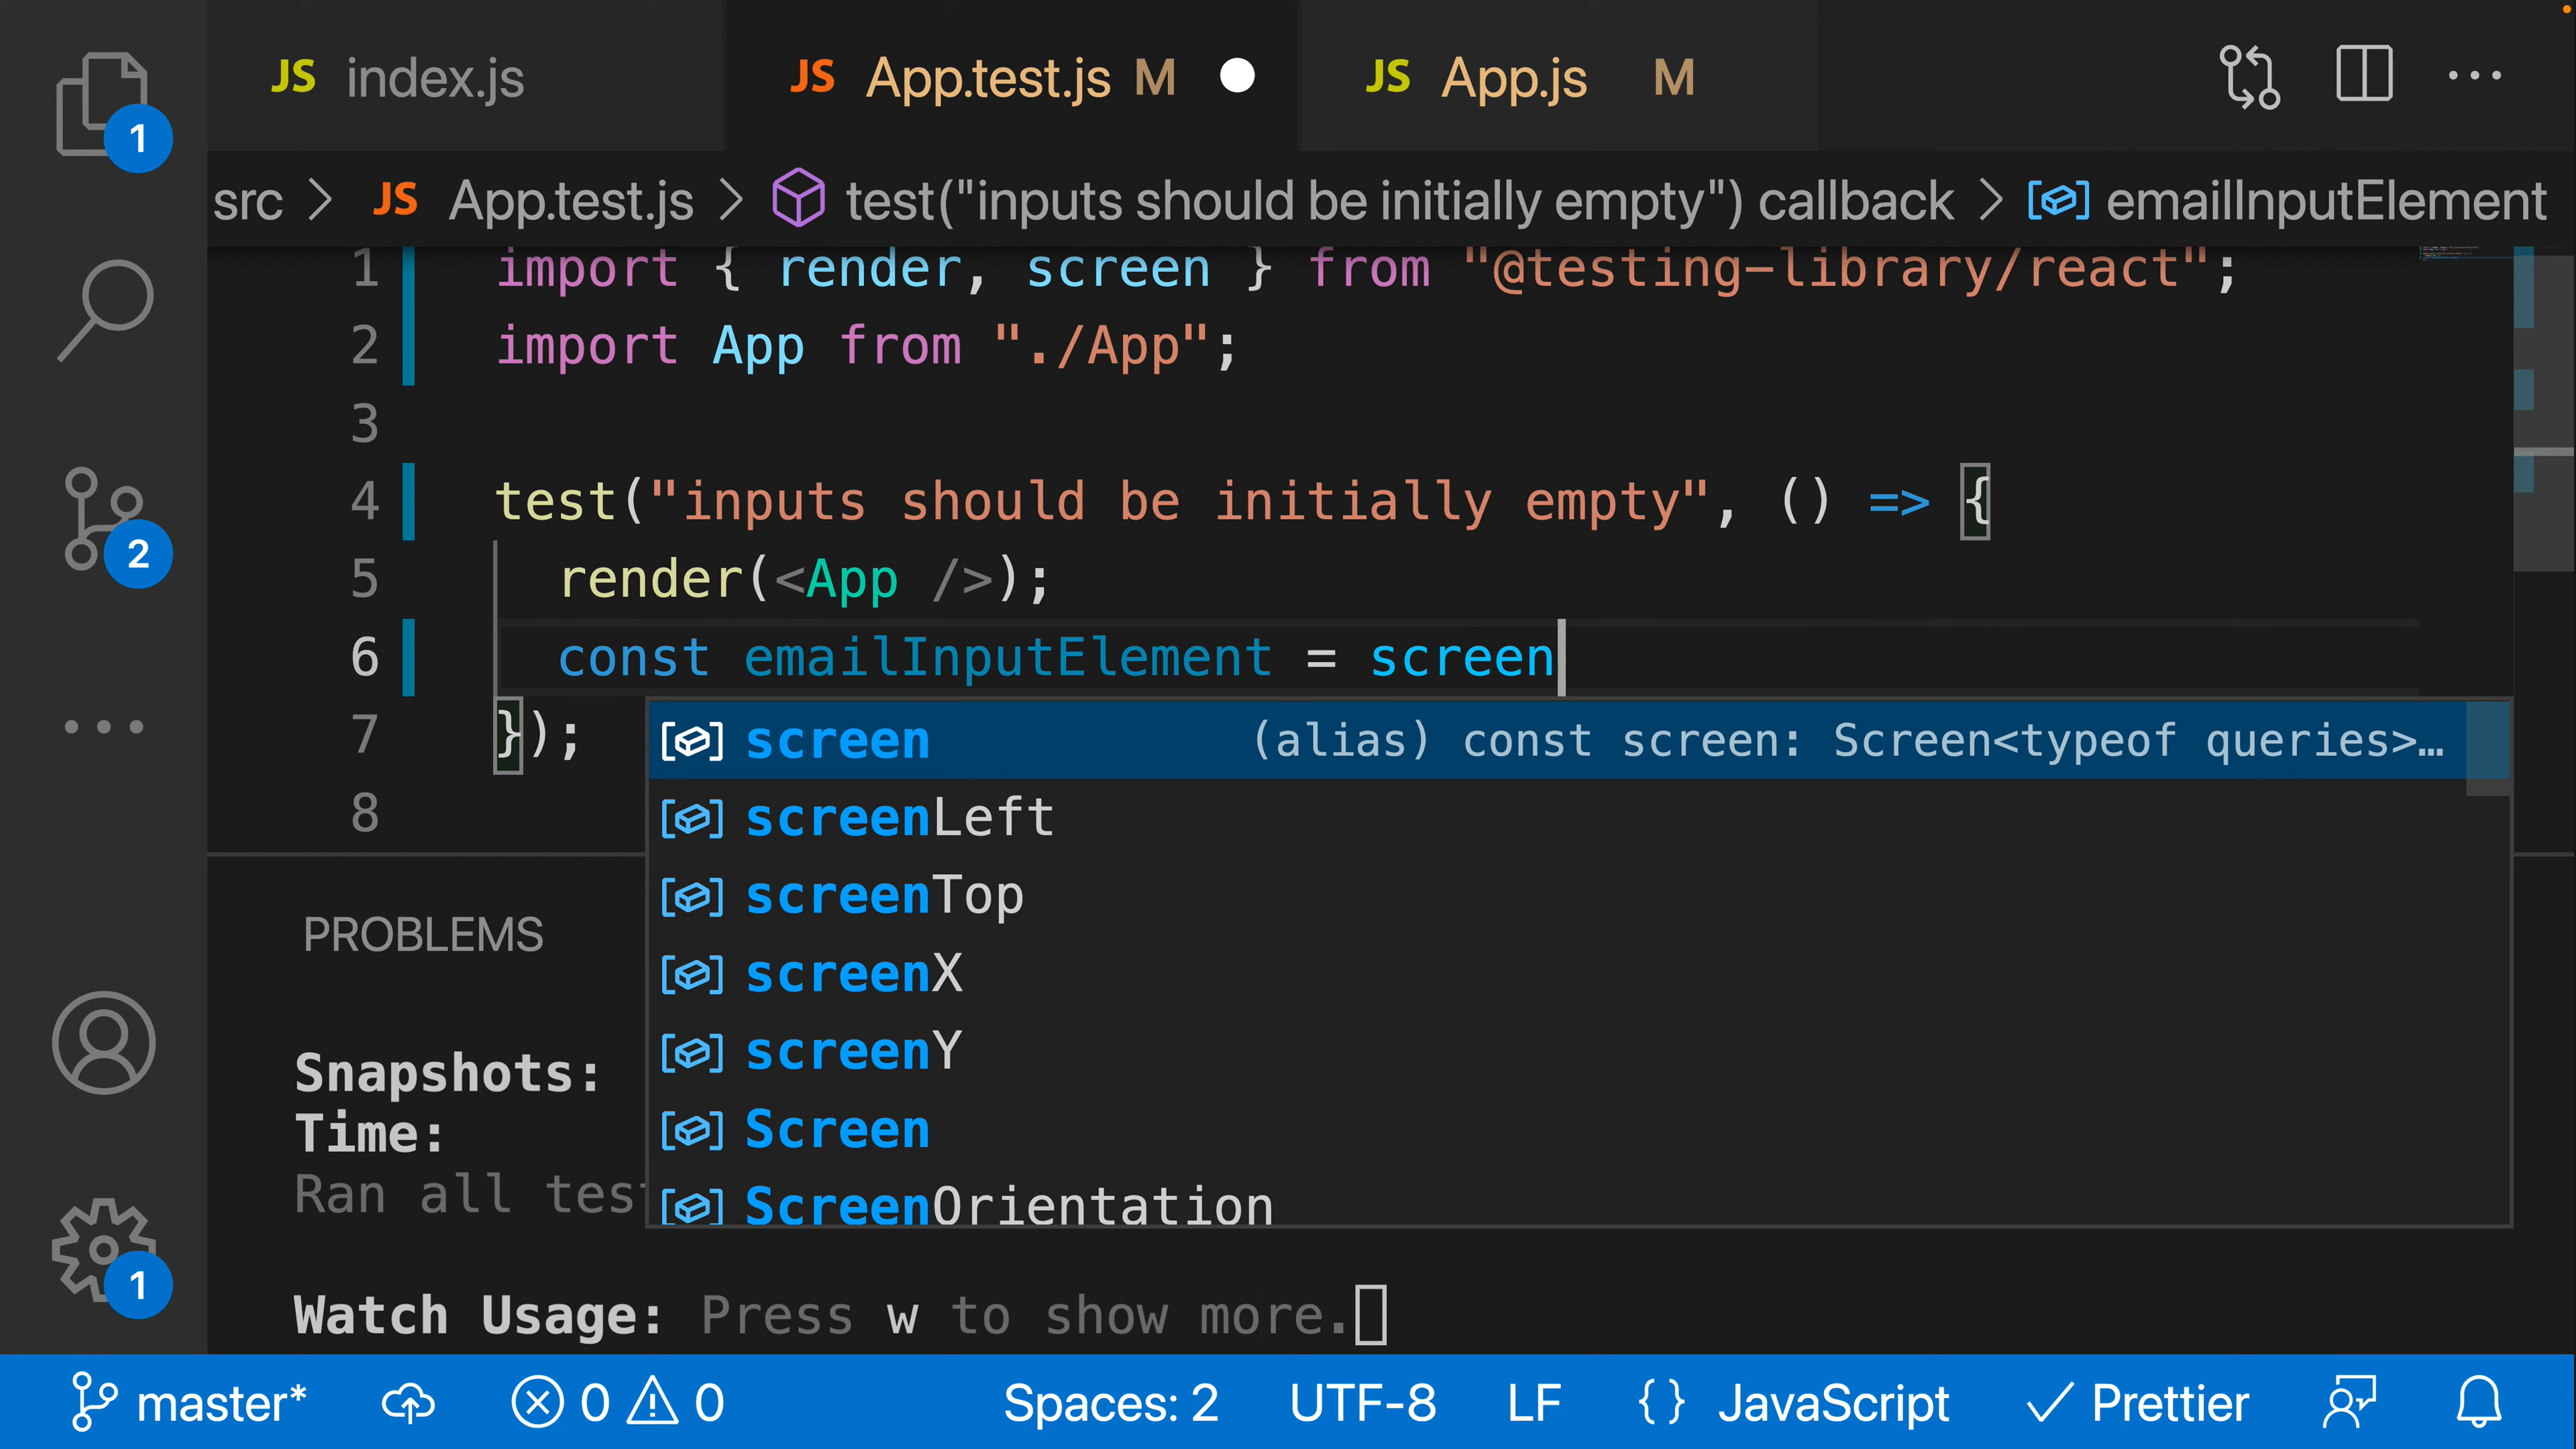 JS index.js
JS App.test.js M
JS App.js M
1
src > JS App.test.js > test("inputs should be initially empty") callback > emailInputElement
1 import { render, screen } from "@testing-library/react";
2 import App from "./App";
3
4 test("inputs should be initially empty", () => {
5 render(<App />);
6 const emailInputElement = screen
2
7 });
8
screen (alias) const screen: Screen<typeof queries>…
screenLeft
screenTop
screenX
screenY
Screen
ScreenOrientation
PROBLEMS
Snapshots:
Time:
Ran all tes
1
Watch Usage: Press w to show more.
master* 0 0 Spaces: 2 UTF-8 LF {} JavaScript Prettier